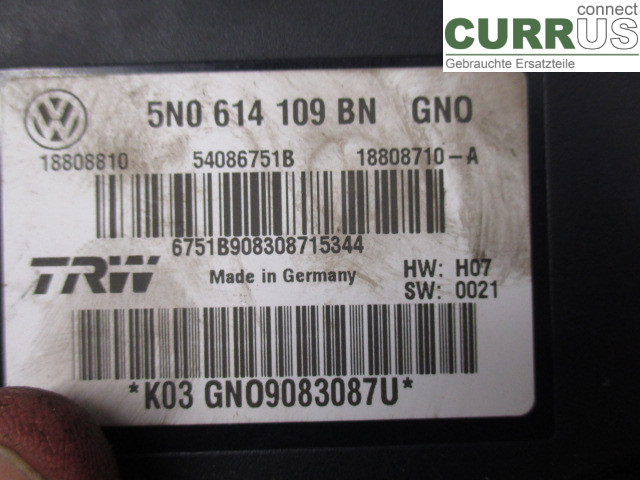 connect
CURRUS
Gebrauchte Ersatzteile
5N0 614 109 BN GNO
18808810 54086751B 18808710-A
6751B908308715344
TRW Made in Germany HW: H07
SW: 0021
*K03 GNO9083087U*